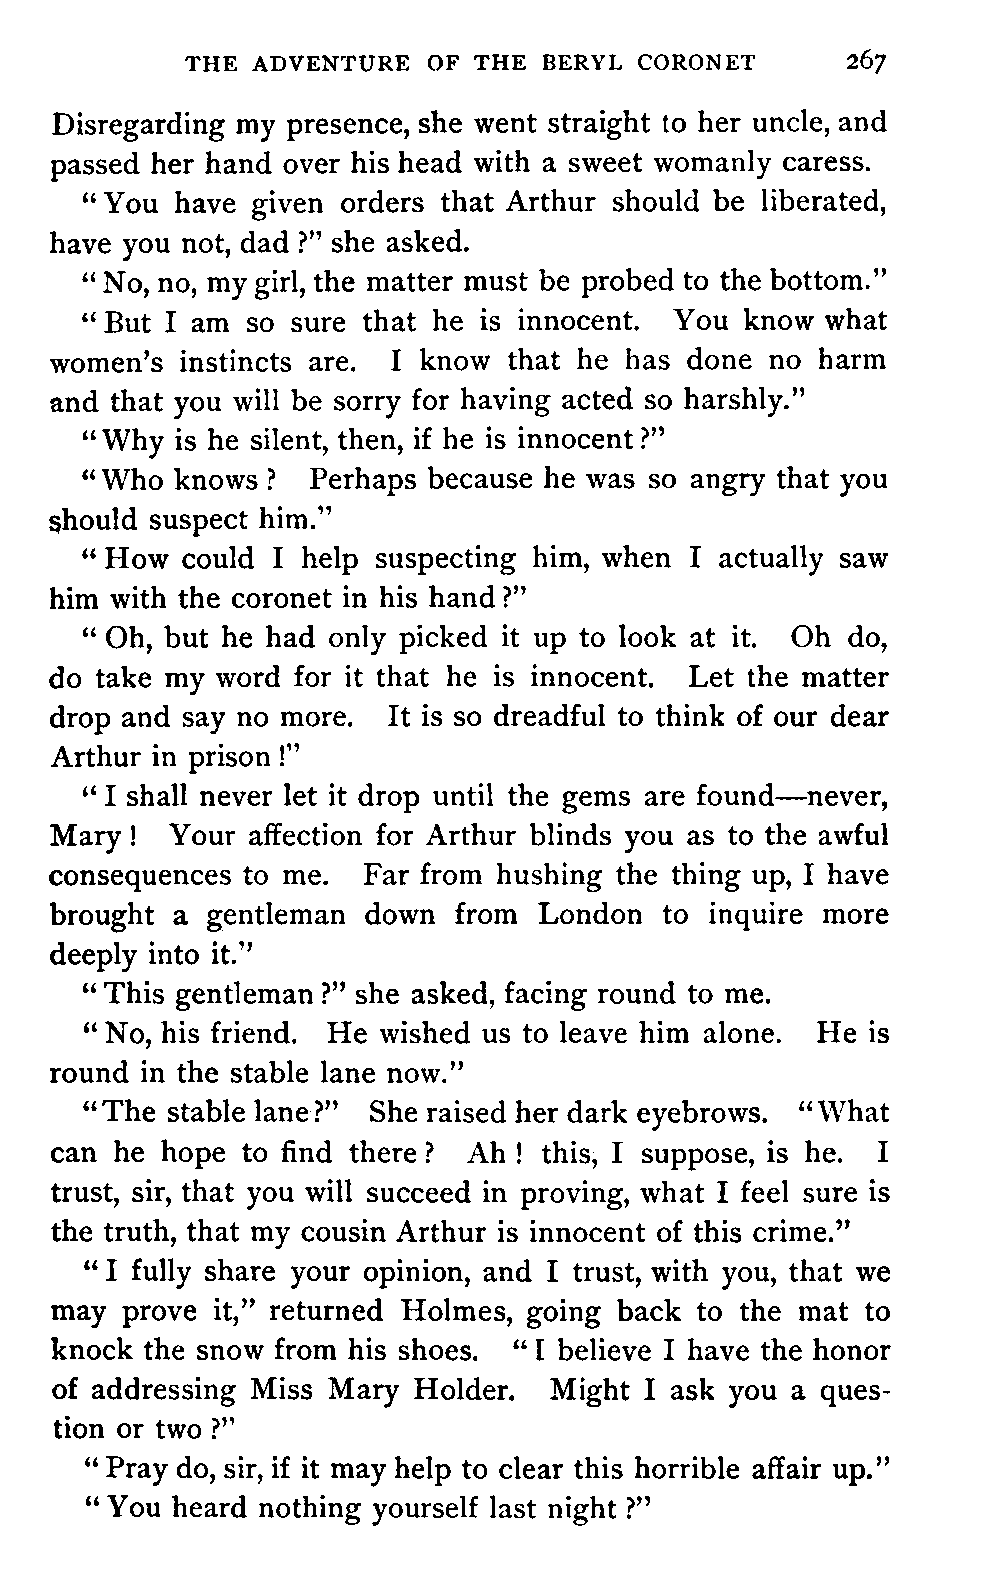 THE ADVENTURE OF THE BERYL CORONET 267
Disregarding my presence, she went straight to her uncle, and
passed her hand over his head with a sweet womanly caress.
“You have given orders that Arthur should be liberated,
have you not, dad?” she asked.
“No, no, my girl, the matter must be probed to the bottom.”
“But I am so sure that he is innocent. You know what
women’s instincts are. I know that he has done no harm
and that you will be sorry for having acted so harshly.”
“Why is he silent, then, if he is innocent?”
“Who knows? Perhaps because he was so angry that you
should suspect him.”
“How could I help suspecting him, when I actually saw
him with the coronet in his hand?”
“Oh, but he had only picked it up to look at it. Oh do,
do take my word for it that he is innocent. Let the matter
drop and say no more. It is so dreadful to think of our dear
Arthur in prison!”
“I shall never let it drop until the gems are found—never,
Mary! Your affection for Arthur blinds you as to the awful
consequences to me. Far from hushing the thing up, I have
brought a gentleman down from London to inquire more
deeply into it.”
“This gentleman?” she asked, facing round to me.
“No, his friend. He wished us to leave him alone. He is
round in the stable lane now.”
“The stable lane?” She raised her dark eyebrows. “What
can he hope to find there? Ah! this, I suppose, is he. I
trust, sir, that you will succeed in proving, what I feel sure is
the truth, that my cousin Arthur is innocent of this crime.”
“I fully share your opinion, and I trust, with you, that we
may prove it,” returned Holmes, going back to the mat to
knock the snow from his shoes. “I believe I have the honor
of addressing Miss Mary Holder. Might I ask you a ques-
tion or two?”
“Pray do, sir, if it may help to clear this horrible affair up.”
“You heard nothing yourself last night?”